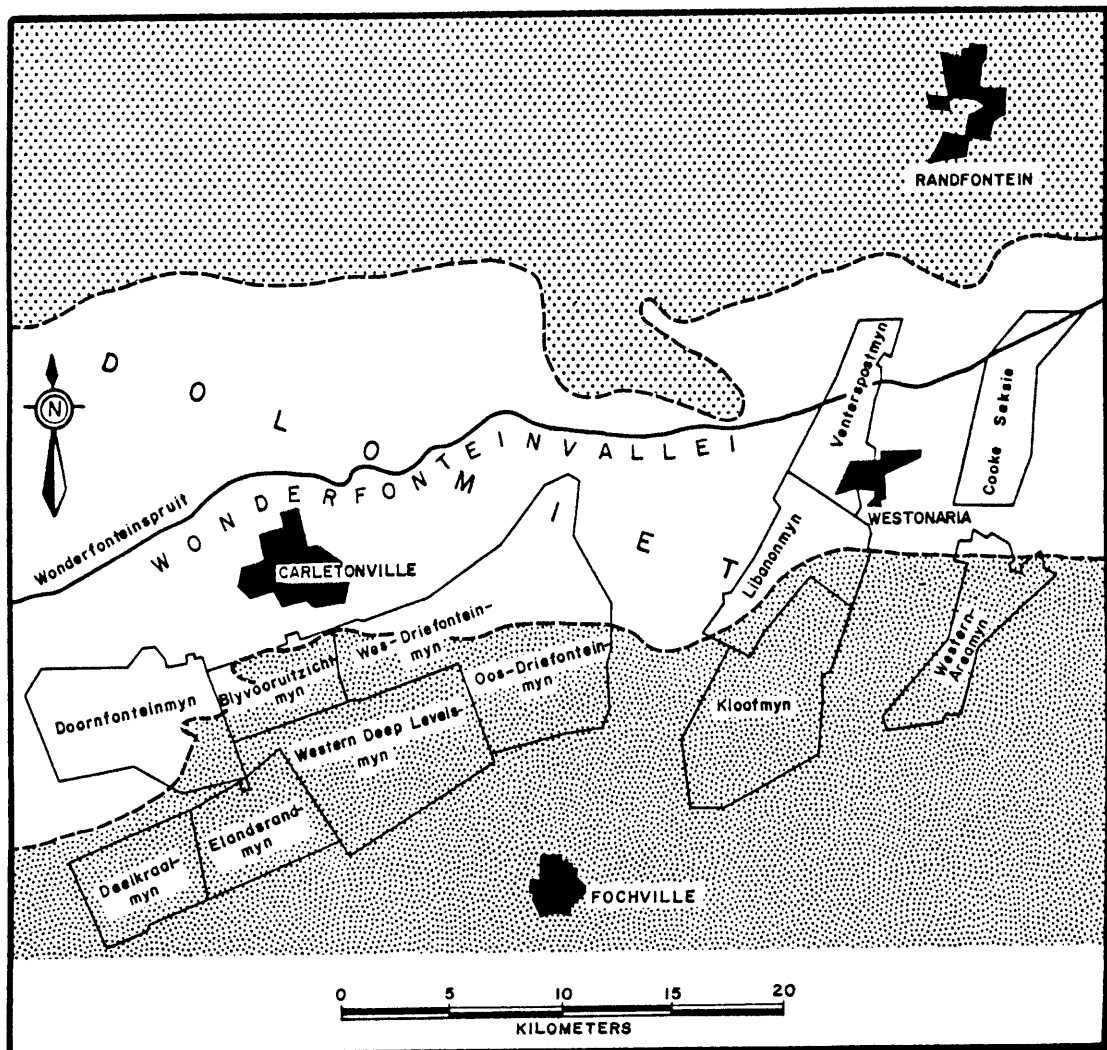 RANDFONTEIN
DOLOMIET
WONDERFONTEINVALLEI
Wonderfonteinspruit
Venterspostmyn
Cooke Seksie
WESTONARIA
Libanonmyn
CARLETONVILLE
N
Doornfonteinmyn
Blyvooruitzicht
myn
Wes-Driefontein-
myn
Oos-Driefontein
myn
Western Deep Levels-
myn
Kloofmyn
Western-
Areamyn
Elandsrand-
myn
Deelkraal-
myn
FOCHVILLE
0 5 10 15 20
KILOMETERS